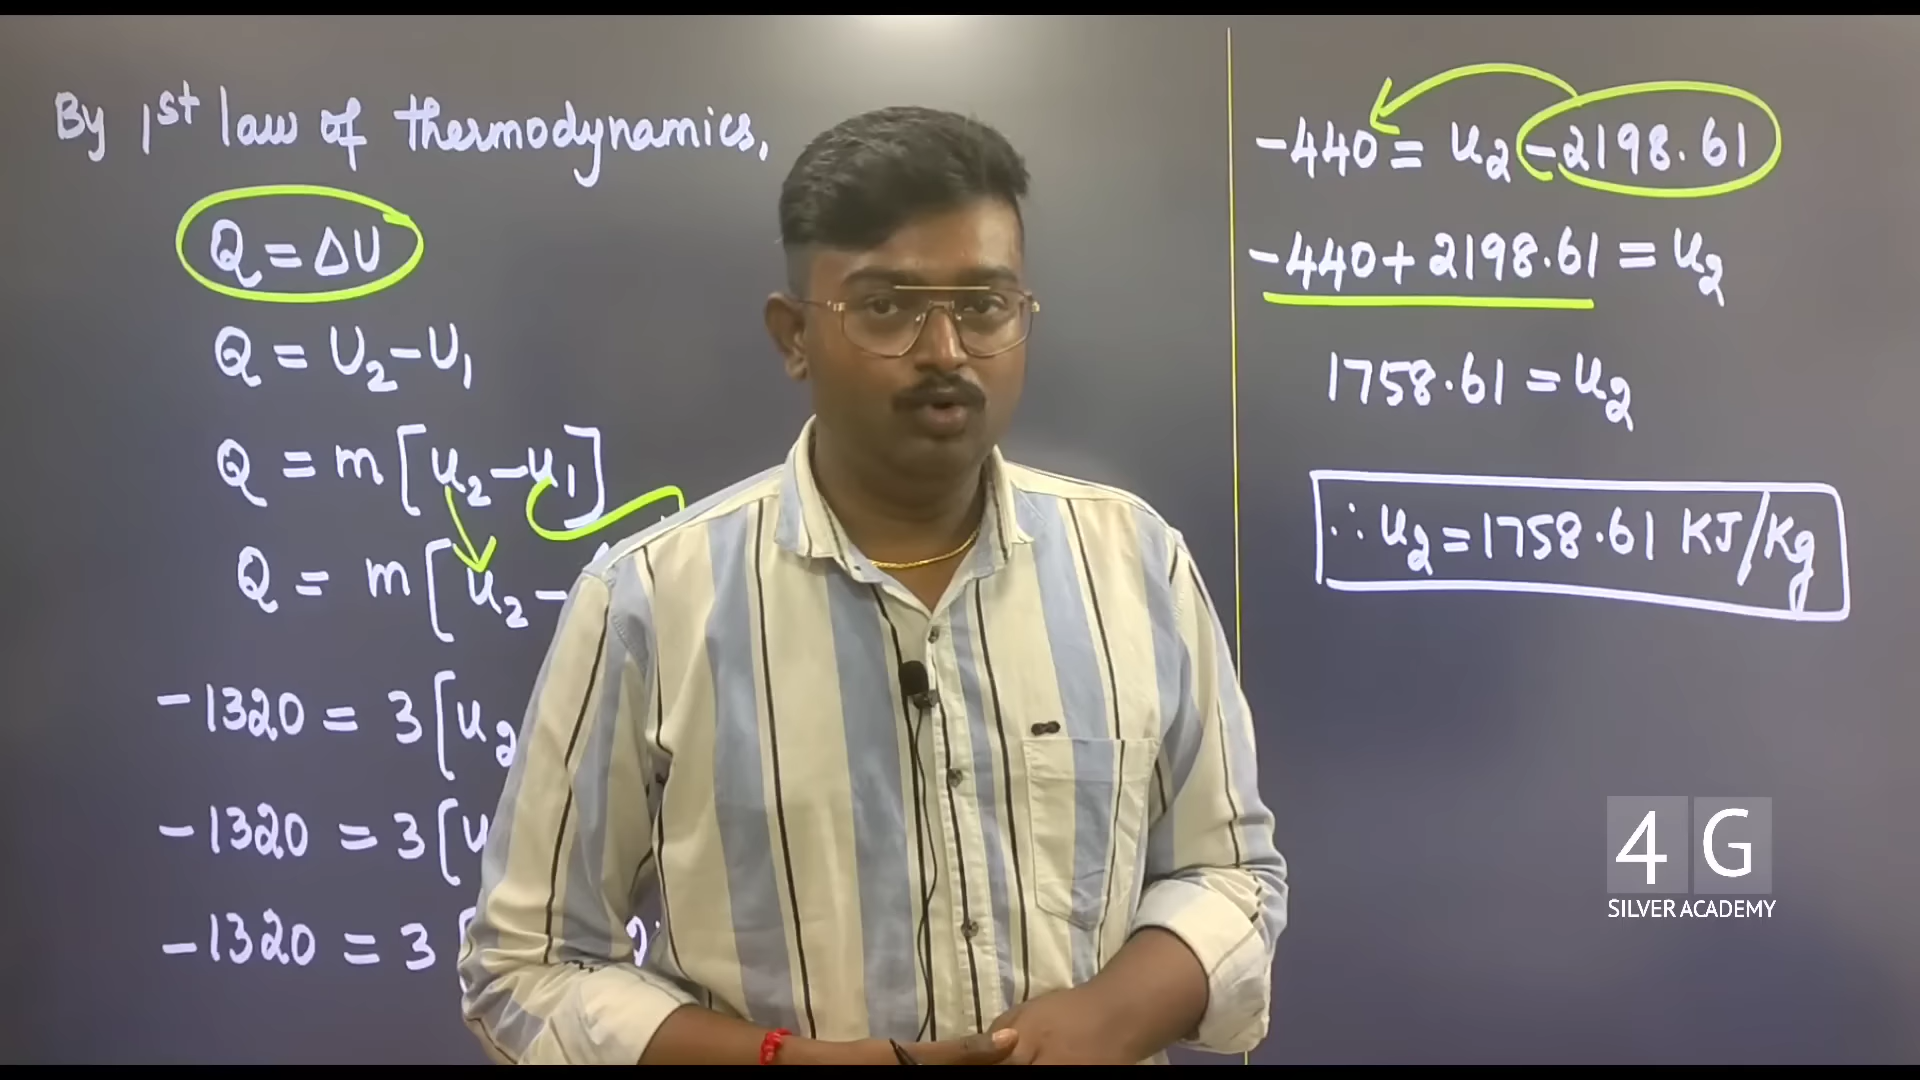 By 1st law of thermodynamics,
Q = ΔU
Q = U₂ – U₁
Q = m [u₂ – u₁]
Q = m [u₂ –
-1320 = 3 [u₂
-1320 = 3 [u
-1320 = 3 [
-440 = u₂ - 2198.61
-440 + 2198.61 = u₂
1758.61 = u₂
∴ u₂ = 1758.61 KJ/Kg
4 G
SILVER ACADEMY